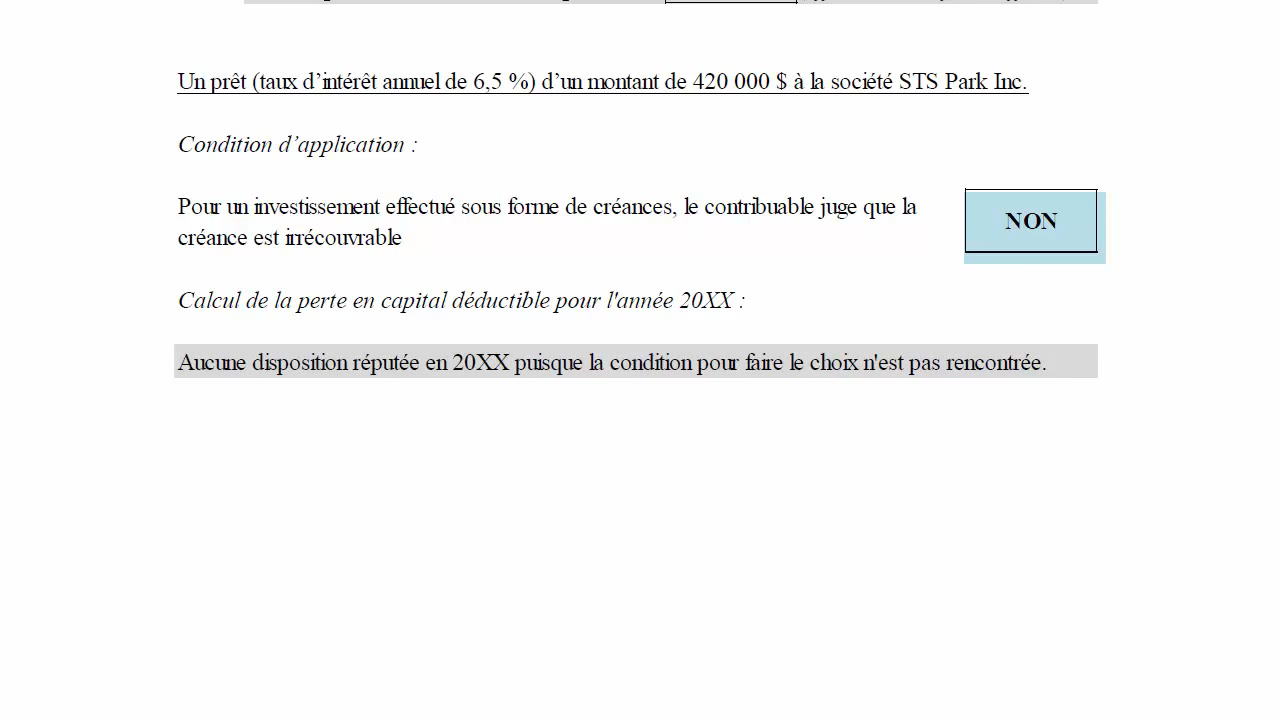 Un prêt (taux d’intérêt annuel de 6,5 %) d’un montant de 420 000 $ à la société STS Park Inc.
Condition d’application :
Pour un investissement effectué sous forme de créances, le contribuable juge que la
créance est irrécouvrable
NON
Calcul de la perte en capital déductible pour l'année 20XX :
Aucune disposition réputée en 20XX puisque la condition pour faire le choix n'est pas rencontrée.